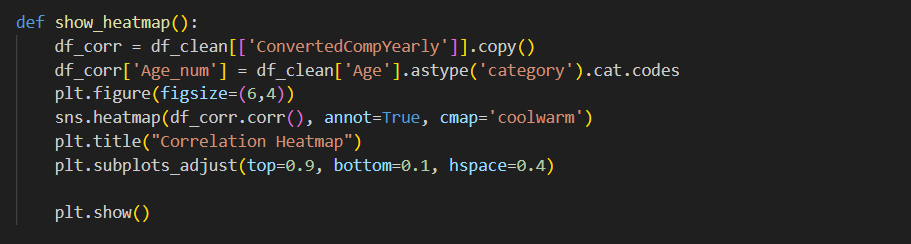 def show_heatmap():
    df_corr = df_clean[['ConvertedCompYearly']].copy()
    df_corr['Age_num'] = df_clean['Age'].astype('category').cat.codes
    plt.figure(figsize=(6,4))
    sns.heatmap(df_corr.corr(), annot=True, cmap='coolwarm')
    plt.title("Correlation Heatmap")
    plt.subplots_adjust(top=0.9, bottom=0.1, hspace=0.4)
    plt.show()